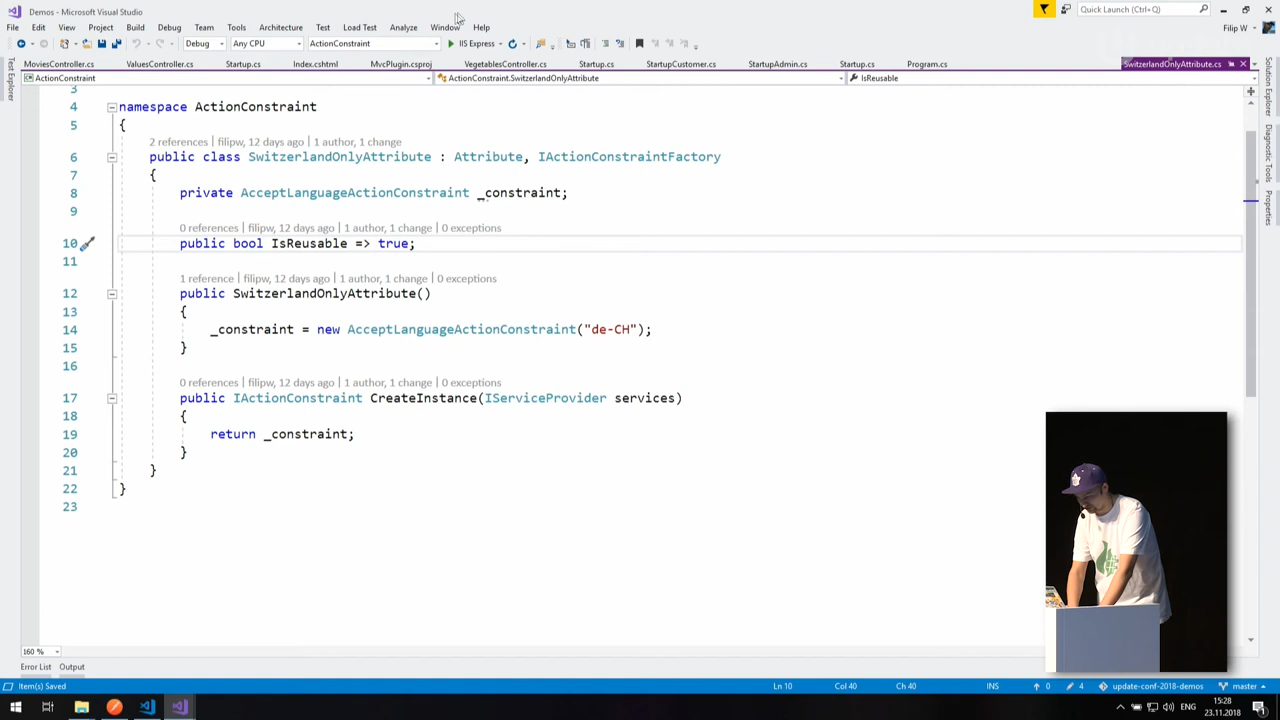 Demos - Microsoft Visual Studio
Quick Launch (Ctrl+Q)
File Edit View Project Build Debug Team Tools Architecture Test Load Test Analyze Window Help
Filip W
Debug Any CPU ActionConstraint IIS Express
MoviesController.cs ValuesController.cs Startup.cs Index.cshtml MvcPlugin.csproj VegetablesController.cs Startup.cs StartupCustomer.cs StartupAdmin.cs Startup.cs Program.cs SwitzerlandOnlyAttribute.cs
ActionConstraint ActionConstraint.SwitzerlandOnlyAttribute IsReusable
Test Explorer
Solution Explorer
Diagnostic Tools
Properties
3
4 namespace ActionConstraint
5 {
2 references | filipw, 12 days ago | 1 author, 1 change
6 public class SwitzerlandOnlyAttribute : Attribute, IActionConstraintFactory
7 {
8 private AcceptLanguageActionConstraint _constraint;
9
0 references | filipw, 12 days ago | 1 author, 1 change | 0 exceptions
10 public bool IsReusable => true;
11
1 reference | filipw, 12 days ago | 1 author, 1 change | 0 exceptions
12 public SwitzerlandOnlyAttribute()
13 {
14 _constraint = new AcceptLanguageActionConstraint("de-CH");
15 }
16
0 references | filipw, 12 days ago | 1 author, 1 change | 0 exceptions
17 public IActionConstraint CreateInstance(IServiceProvider services)
18 {
19 return _constraint;
20 }
21 }
22 }
23
160 %
Error List Output
Item(s) Saved Ln 10 Col 40 Ch 40 INS 0 4 update-conf-2018-demos master
ENG 15:28
23.11.2018